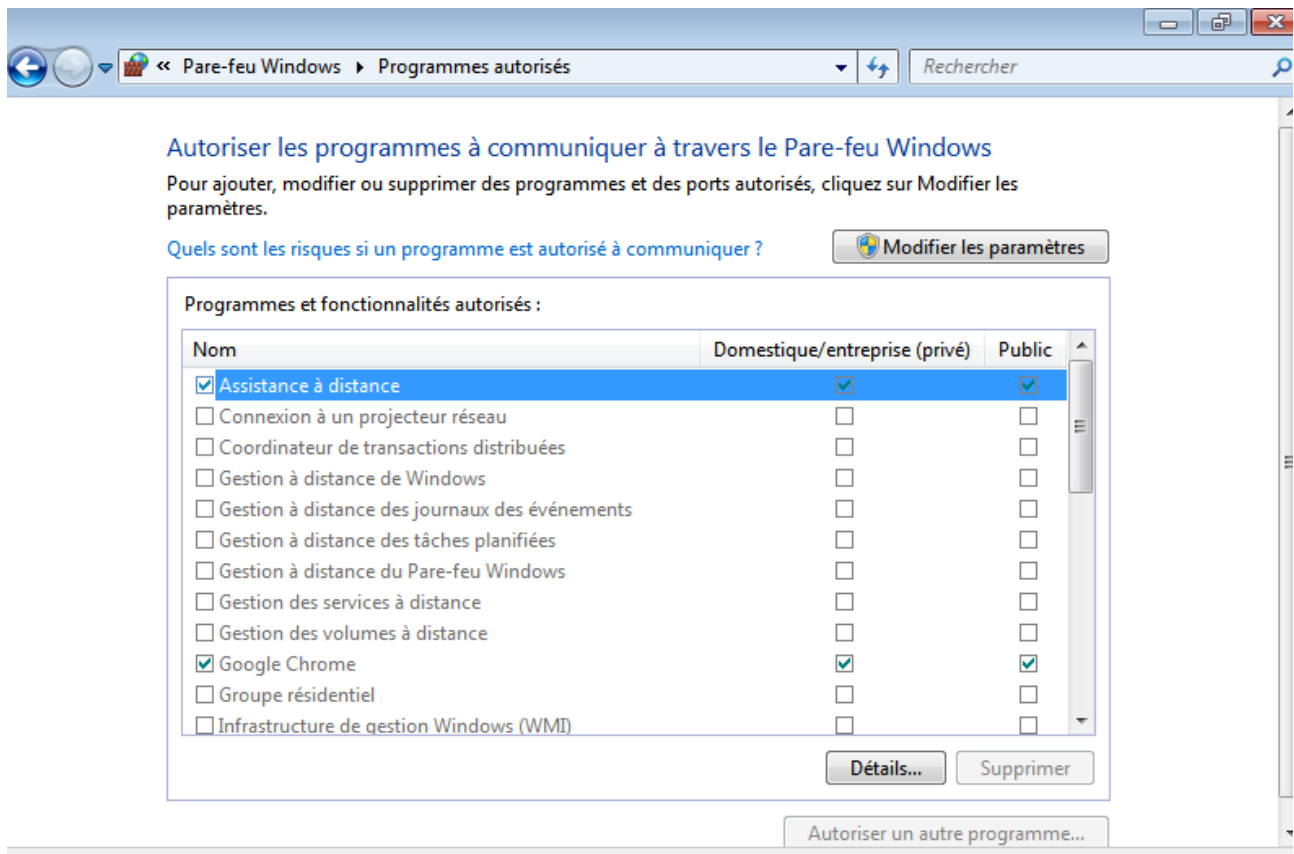 « Pare-feu Windows Programmes autorisés Rechercher
Autoriser les programmes à communiquer à travers le Pare-feu Windows
Pour ajouter, modifier ou supprimer des programmes et des ports autorisés, cliquez sur Modifier les
paramètres.
Quels sont les risques si un programme est autorisé à communiquer ? Modifier les paramètres
Programmes et fonctionnalités autorisés :
Nom Domestique/entreprise (privé) Public
Assistance à distance
Connexion à un projecteur réseau
Coordinateur de transactions distribuées
Gestion à distance de Windows
Gestion à distance des journaux des événements
Gestion à distance des tâches planifiées
Gestion à distance du Pare-feu Windows
Gestion des services à distance
Gestion des volumes à distance
Google Chrome
Groupe résidentiel
Infrastructure de gestion Windows (WMI)
Détails... Supprimer
Autoriser un autre programme...